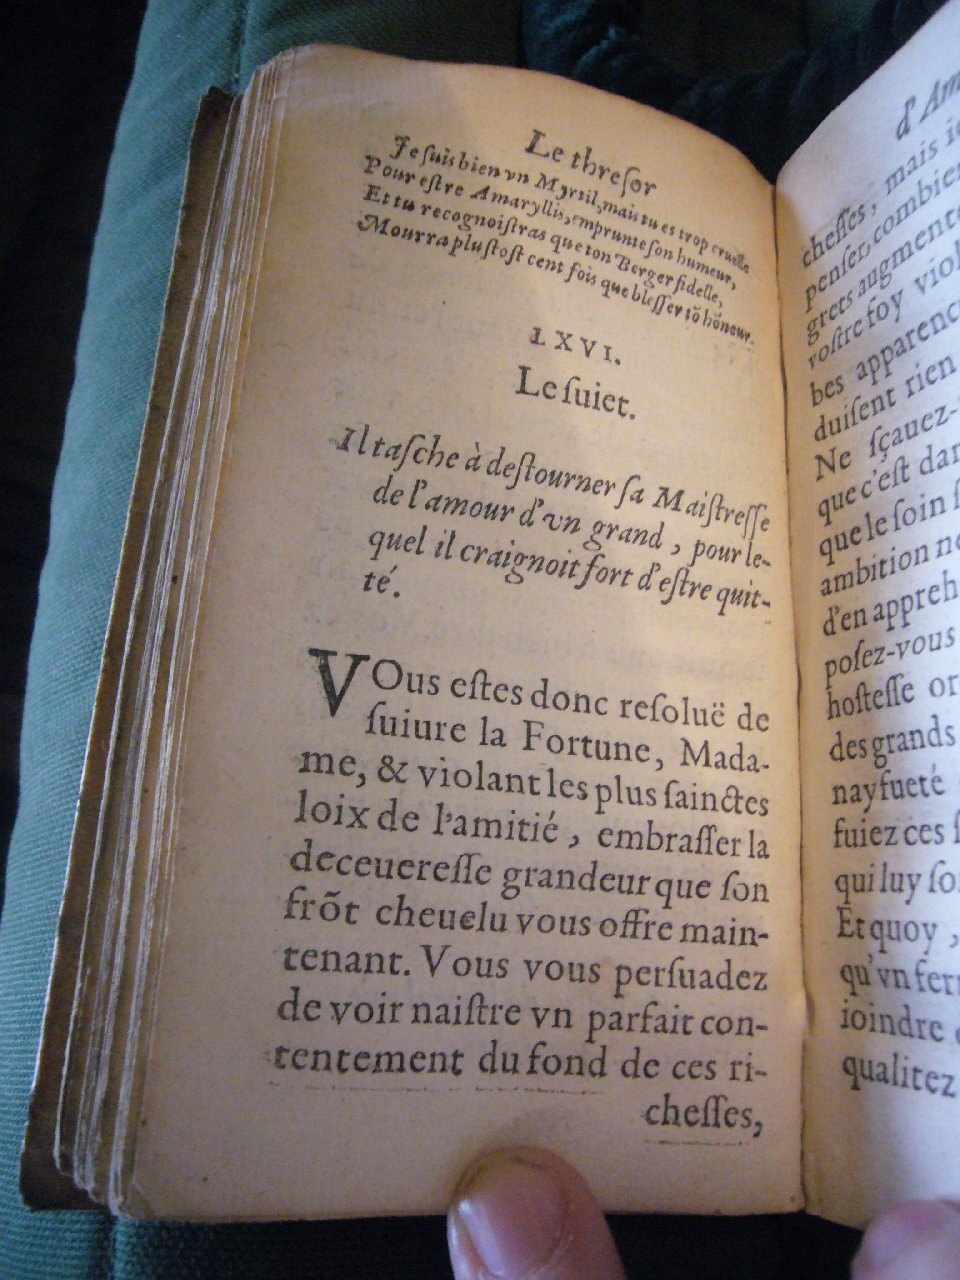 Le thresor
Je suis bien vn Myrtil, mais tu es trop cruelle
Pour estre Amaryllis, emprunte son humeur,
Et tu recognoistras que ton Berger fidelle,
Mourra plustost cent fois que blesser tõ hõneur.
LXVI.
Le suiet.
Il tasche à destourner sa Maistresse
de l'amour d'vn grand, pour le-
quel il craignoit fort d'estre quit-
té.
VOus estes donc resoluë de
suiure la Fortune, Mada-
me, & violant les plus sainctes
loix de l'amitié, embrasser la
deceueresse grandeur que son
frõt cheuelu vous offre main-
tenant. Vous vous persuadez
de voir naistre vn parfait con-
tentement du fond de ces ri-
chesses,
d'Am
chesses, mais
penser, combien
grets augmente
vostre foy viol
bes apparenc
duisent rien
Ne sçauez-
que c'est dan
que le soin
ambition
d'en appreh
posez-vous
hostesse
des grands
nayfueté
fuiez ces
qui luy
Et quoy,
qu'vn fer
ioindre
qualitez